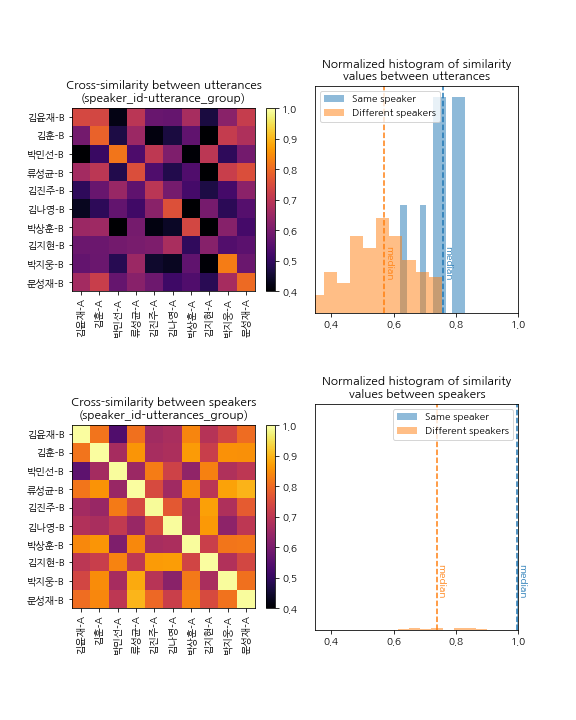 Cross-similarity between utterances
(speaker_id-utterance_group)
김윤재-B
김훈-B
박민선-B
류성균-B
김진주-B
김나영-B
박상훈-B
김지현-B
박지웅-B
문성재-B
김윤재-A
김훈-A
박민선-A
류성균-A
김진주-A
김나영-A
박상훈-A
김지현-A
박지웅-A
문성재-A
1,0
0,9
0,8
0,7
0,6
0,5
0,4
Normalized histogram of similarity
values between utterances
Same speaker
Different speakers
median
median
0,4
0,6
0,8
1,0
Cross-similarity between speakers
(speaker_id-utterances_group)
김윤재-B
김훈-B
박민선-B
류성균-B
김진주-B
김나영-B
박상훈-B
김지현-B
박지웅-B
문성재-B
김윤재-A
김훈-A
박민선-A
류성균-A
김진주-A
김나영-A
박상훈-A
김지현-A
박지웅-A
문성재-A
1,0
0,9
0,8
0,7
0,6
0,5
0,4
Normalized histogram of similarity
values between speakers
Same speaker
Different speakers
median
median
0,4
0,6
0,8
1,0